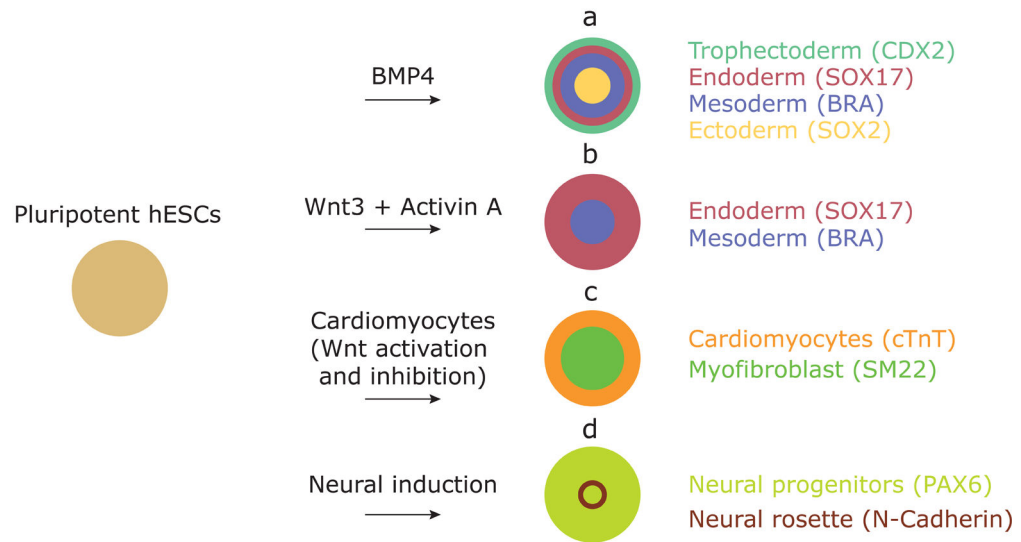 a
BMP4
Trophectoderm (CDX2)
Endoderm (SOX17)
Mesoderm (BRA)
Ectoderm (SOX2)
b
Pluripotent hESCs
Wnt3 + Activin A
Endoderm (SOX17)
Mesoderm (BRA)
c
Cardiomyocytes
(Wnt activation
and inhibition)
Cardiomyocytes (cTnT)
Myofibroblast (SM22)
d
Neural induction
Neural progenitors (PAX6)
Neural rosette (N-Cadherin)